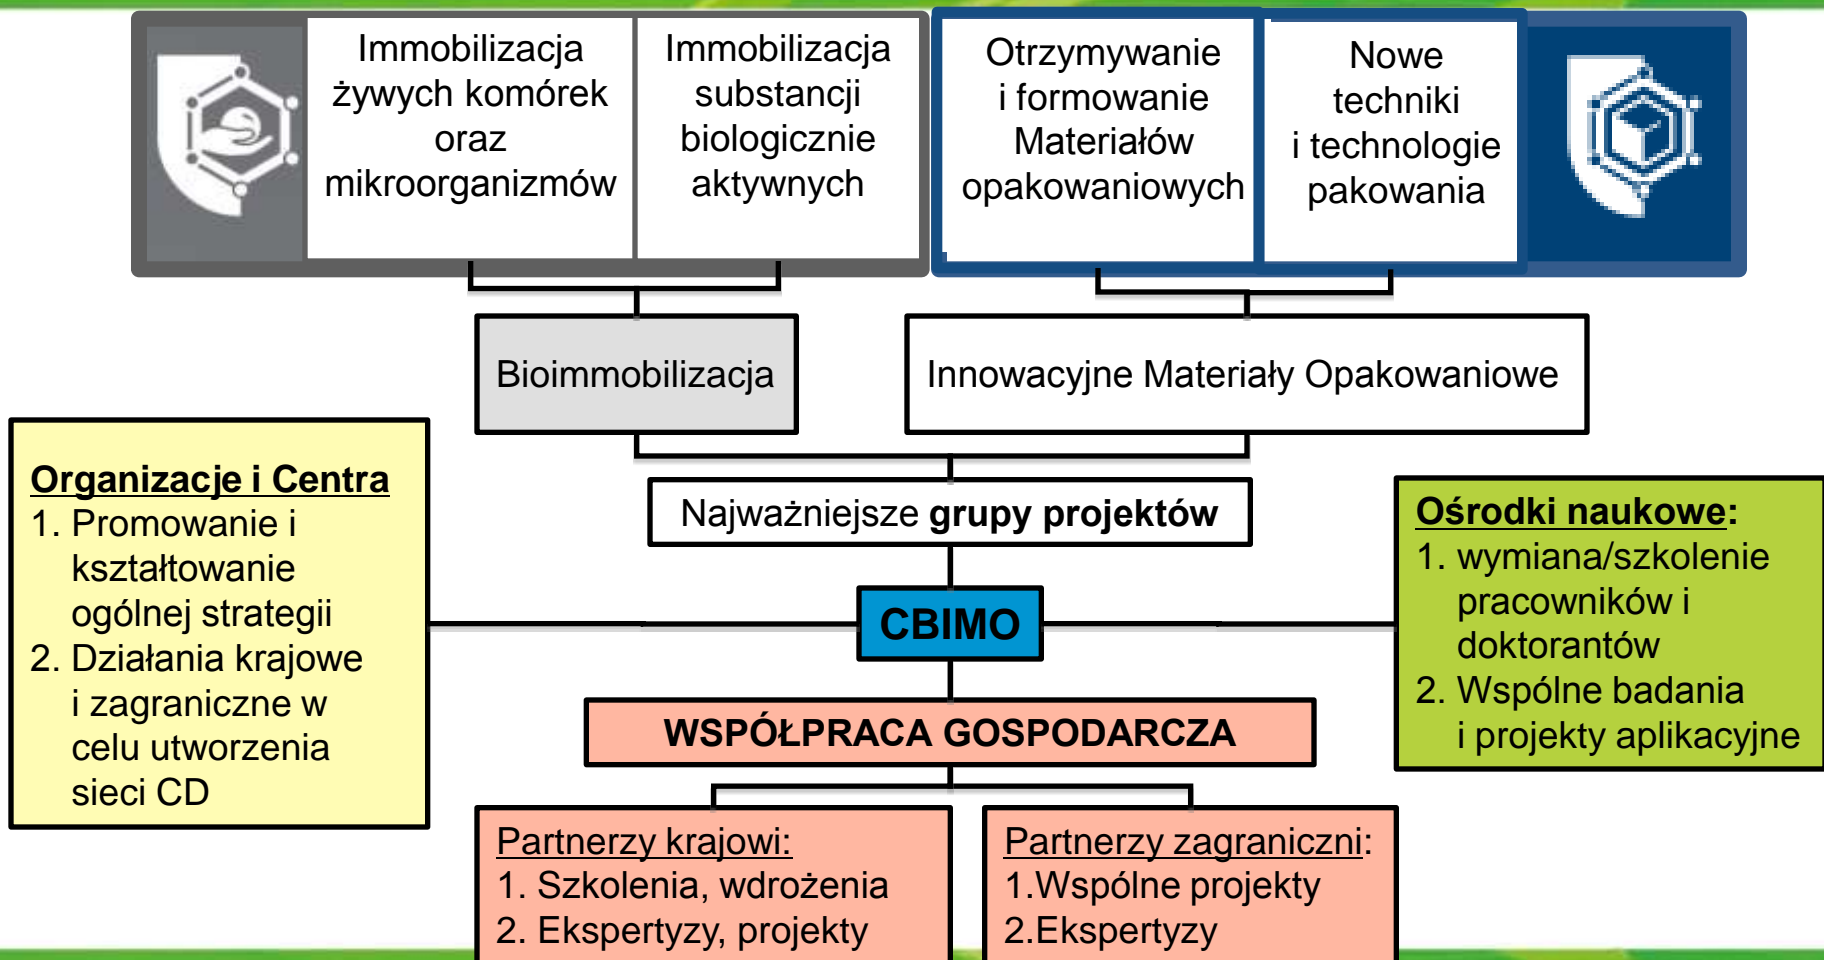 Immobilizacja
żywych komórek
oraz
mikroorganizmów
Immobilizacja
substancji
biologicznie
aktywnych
Otrzymywanie
i formowanie
Materiałów
opakowaniowych
Nowe
techniki
i technologie
pakowania
Bioimmobilizacja
Innowacyjne Materiały Opakowaniowe
Najważniejsze grupy projektów
Organizacje i Centra
1. Promowanie i
kształtowanie
ogólnej strategii
2. Działania krajowe
i zagraniczne w
celu utworzenia
sieci CD
CBIMO
Ośrodki naukowe:
1. wymiana/szkolenie
pracowników i
doktorantów
2. Wspólne badania
i projekty aplikacyjne
WSPÓŁPRACA GOSPODARCZA
Partnerzy krajowi:
1. Szkolenia, wdrożenia
2. Ekspertyzy, projekty
Partnerzy zagraniczni:
1.Wspólne projekty
2.Ekspertyzy